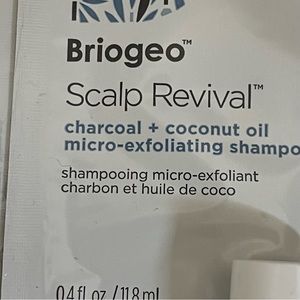 Briogeo™
Scalp Revival™
charcoal + coconut oil
micro-exfoliating shampo
shampooing micro-exfoliant
charbon et huile de coco
0.4 fl. oz. / 11.8 ml